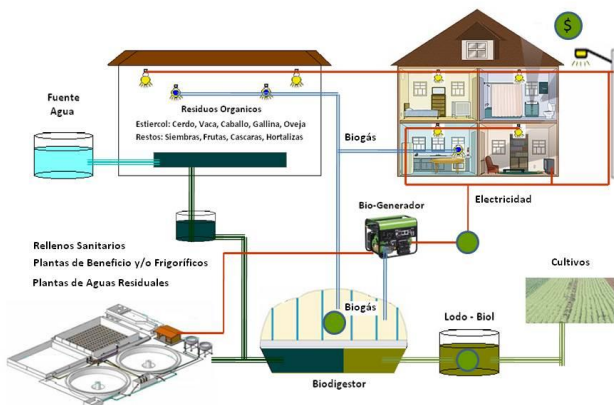 $
Fuente
Agua
Residuos Organicos
Estiercol: Cerdo, Vaca, Caballo, Gallina, Oveja
Restos: Siembras, Frutas, Cascaras, Hortalizas
Biogás
Electricidad
Bio-Generador
Rellenos Sanitarios
Plantas de Beneficio y/o Frigoríficos
Plantas de Aguas Residuales
Cultivos
Biogás
Lodo - Biol
Biodigestor